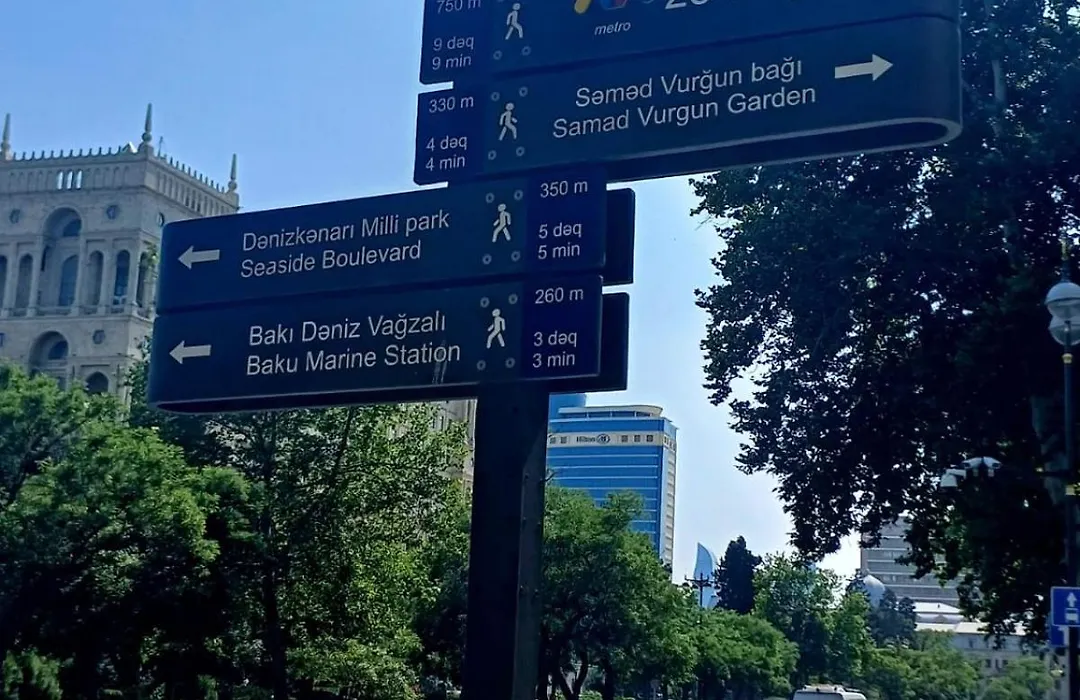 750 m
9 dəq
9 min
metro
28
330 m
4 dəq
4 min
Səməd Vurğun bağı
Samad Vurgun Garden
Dənizkənarı Milli park
Seaside Boulevard
350 m
5 dəq
5 min
Bakı Dəniz Vağzalı
Baku Marine Station
260 m
3 dəq
3 min
Hilton